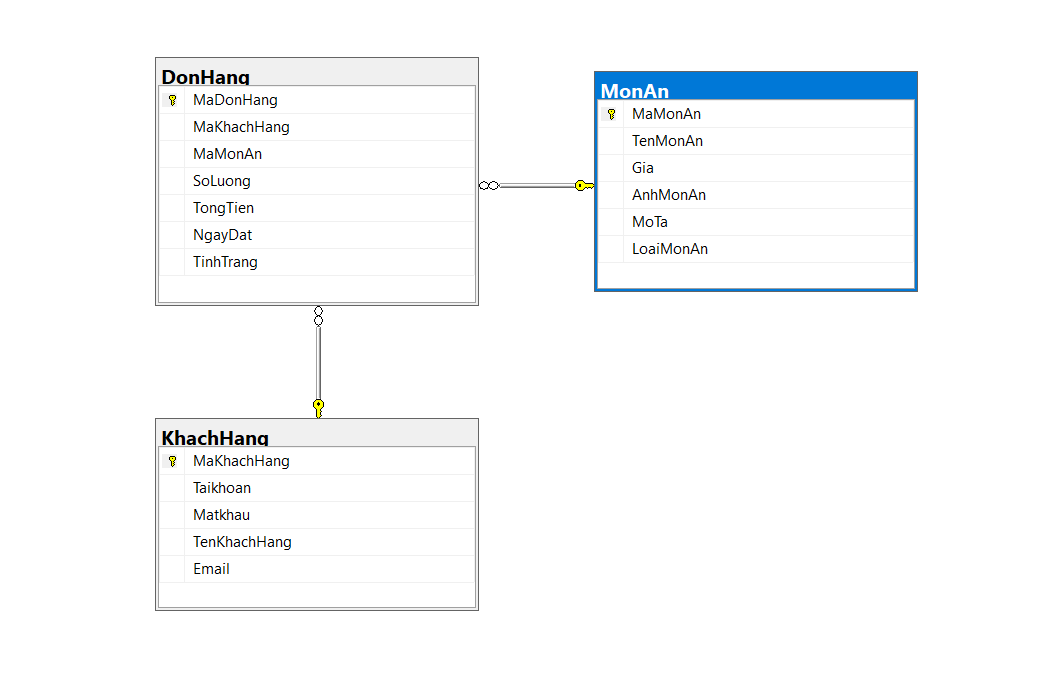 DonHang
MaDonHang
MaKhachHang
MaMonAn
SoLuong
TongTien
NgayDat
TinhTrang
MonAn
MaMonAn
TenMonAn
Gia
AnhMonAn
MoTa
LoaiMonAn
KhachHang
MaKhachHang
Taikhoan
Matkhau
TenKhachHang
Email